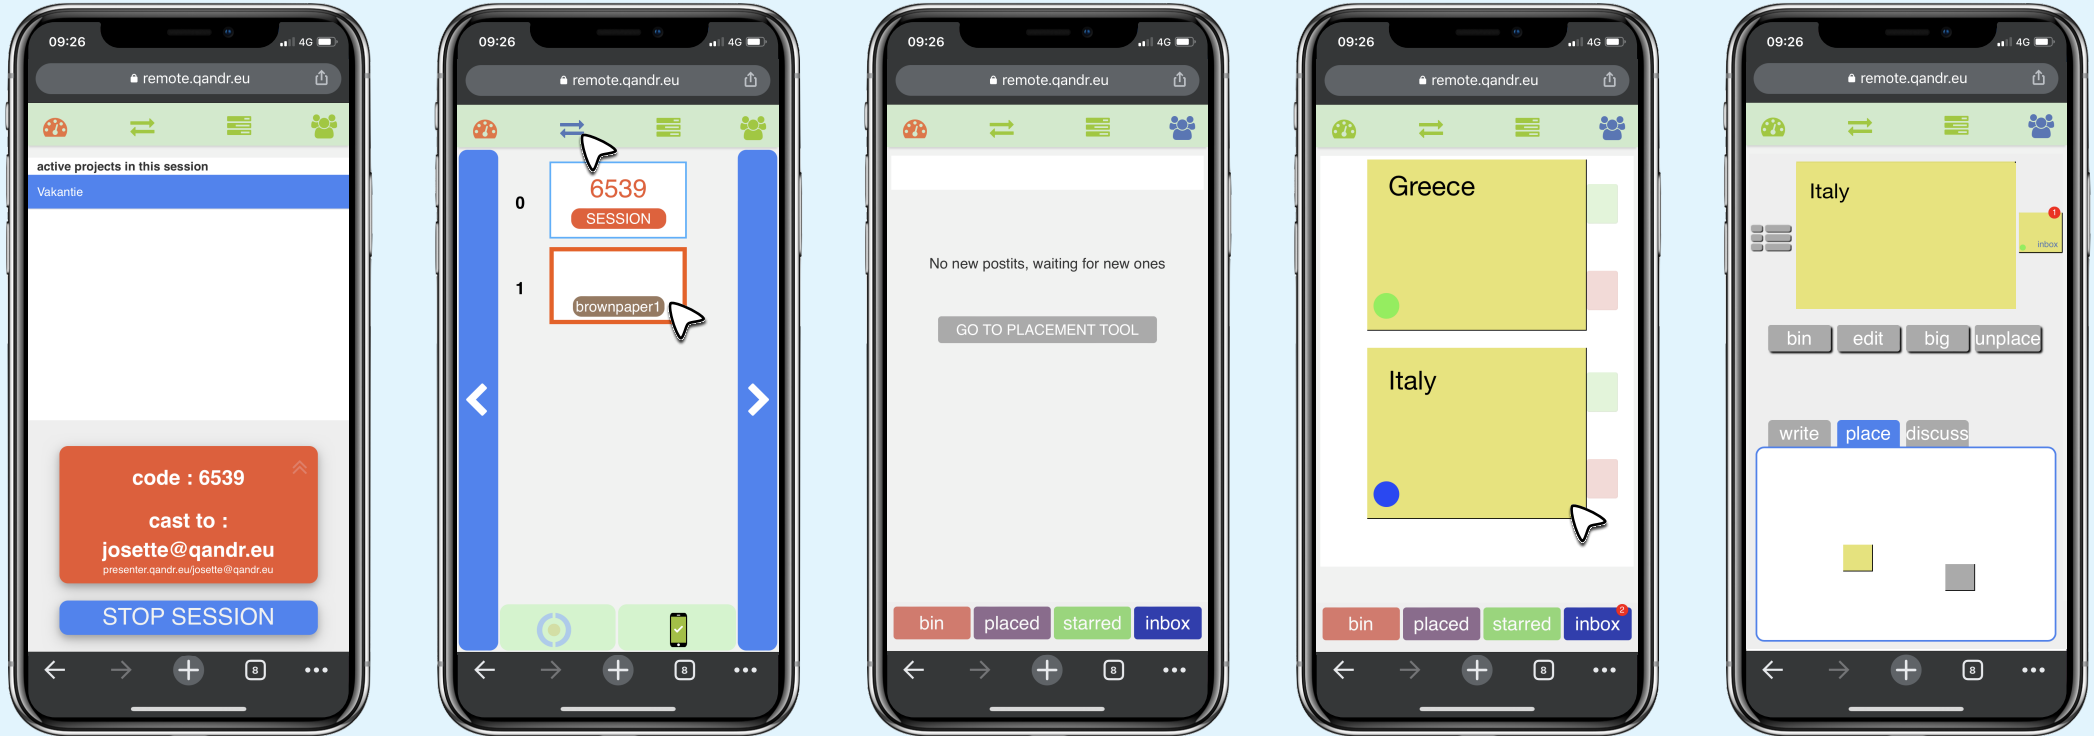 09:26
4G
remote.qandr.eu
active projects in this session
Vakantie
code : 6539
cast to :
josette@qandr.eu
presenter.qandr.eu/josette@qandr.eu
STOP SESSION
8
09:26
4G
remote.qandr.eu
0
6539
SESSION
1
brownpaper1
8
09:26
4G
remote.qandr.eu
No new postits, waiting for new ones
GO TO PLACEMENT TOOL
bin placed starred inbox
8
09:26
4G
remote.qandr.eu
Greece
Italy
bin placed starred inbox 2
8
09:26
4G
remote.qandr.eu
Italy
1
inbox
bin edit big unplace
write place discuss
8